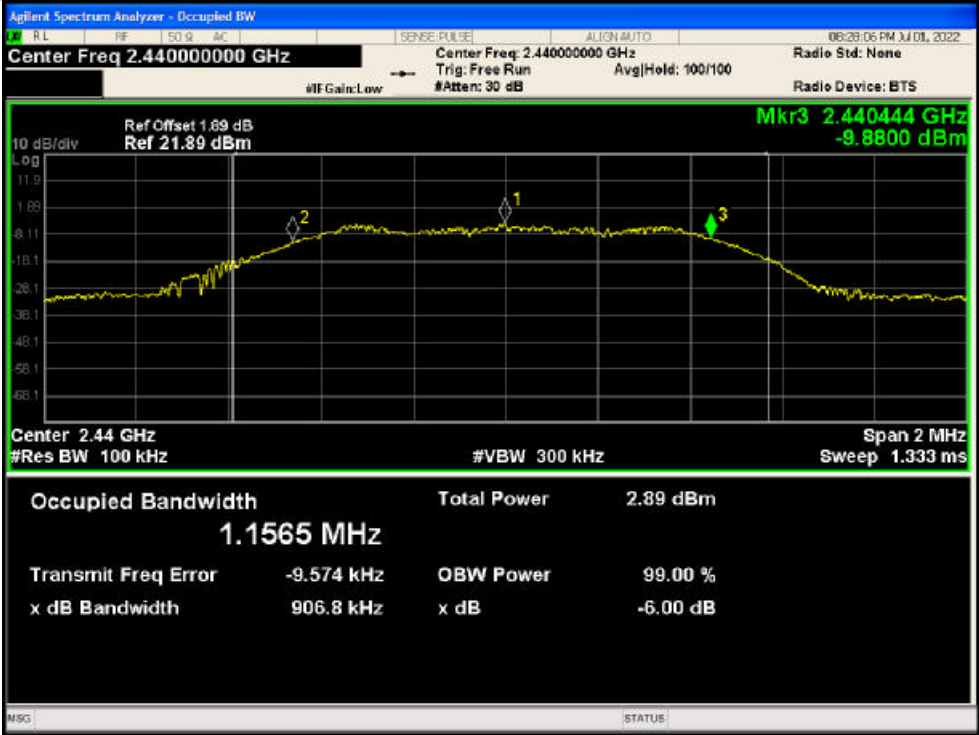 Agilent Spectrum Analyzer - Occupied BW
RL RF 50 Ω AC SENSE:PULSE ALIGN AUTO 08:28:06 PM Jul 01, 2022
Center Freq 2.440000000 GHz Center Freq: 2.440000000 GHz Radio Std: None
Trig: Free Run Avg|Hold: 100/100
#IFGain:Low #Atten: 30 dB Radio Device: BTS
Mkr3 2.440444 GHz
Ref Offset 1.89 dB
10 dB/div Ref 21.89 dBm -9.8800 dBm
Log
11.9
1.89
-8.11
-18.1
-28.1
-38.1
-48.1
-58.1
-68.1
2
1
3
Center 2.44 GHz Span 2 MHz
#Res BW 100 kHz #VBW 300 kHz Sweep 1.333 ms
Occupied Bandwidth Total Power 2.89 dBm
1.1565 MHz
Transmit Freq Error -9.574 kHz OBW Power 99.00 %
x dB Bandwidth 906.8 kHz x dB -6.00 dB
MSG STATUS